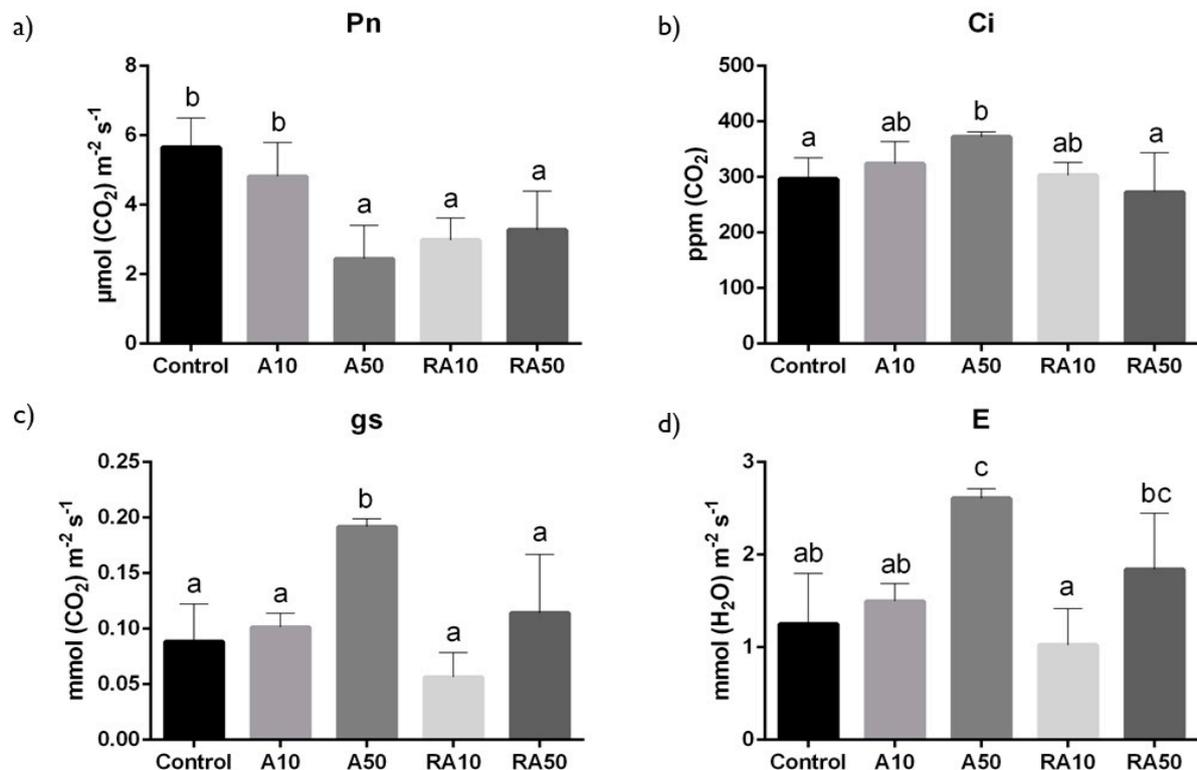 a)
Pn
µmol (CO₂) m⁻² s⁻¹
8
6
4
2
0
b
b
a
a
a
Control A10 A50 RA10 RA50
b)
Ci
ppm (CO₂)
500
400
300
200
100
0
a
ab
b
ab
a
Control A10 A50 RA10 RA50
c)
gs
mmol (CO₂) m⁻² s⁻¹
0.25
0.20
0.15
0.10
0.05
0.00
a
a
b
a
a
Control A10 A50 RA10 RA50
d)
E
mmol (H₂O) m⁻² s⁻¹
3
2
1
0
ab
ab
c
a
bc
Control A10 A50 RA10 RA50